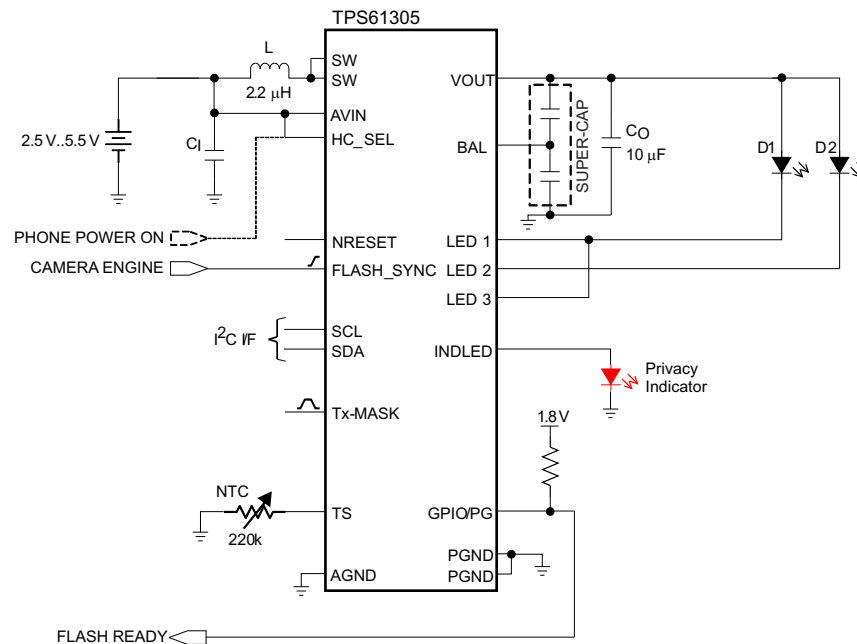 TPS61305
L
2.2 μH
SW
SW
AVIN
HC_SEL
2.5 V..5.5 V
CI
PHONE POWER ON
NRESET
CAMERA ENGINE
FLASH_SYNC
I2C I/F
SCL
SDA
Tx-MASK
NTC
220k
TS
AGND
FLASH READY
VOUT
BAL
SUPER-CAP
CO
10 μF
D1
D2
LED 1
LED 2
LED 3
INDLED
Privacy
Indicator
1.8 V
GPIO/PG
PGND
PGND